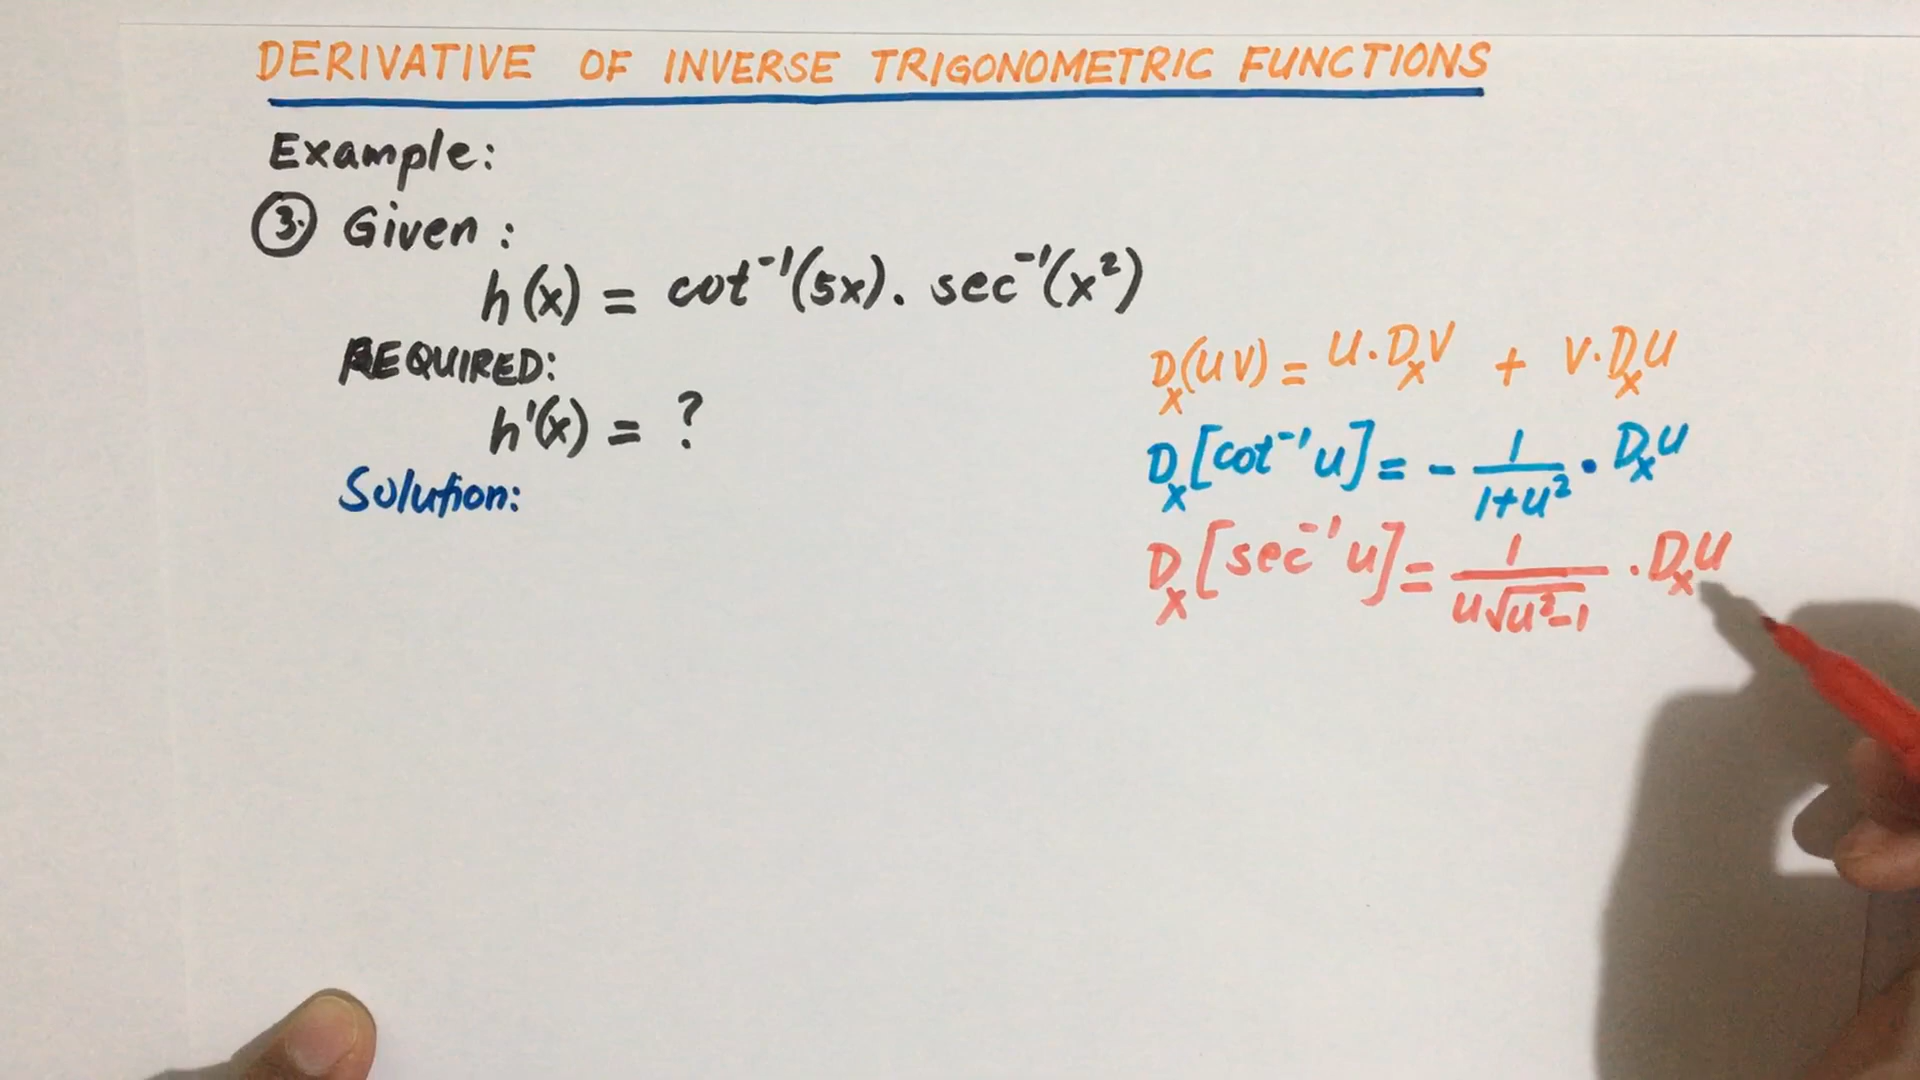 DERIVATIVE OF INVERSE TRIGONOMETRIC FUNCTIONS
Example:
③ Given:
h(x) = cot⁻¹(5x) . sec⁻¹(x²)
REQUIRED:
h'(x) = ?
Solution:
Dₓ(UV) = U·DₓV + V·DₓU
Dₓ[cot⁻¹u] = - 1/(1+u²) · Dₓu
Dₓ[sec⁻¹u] = 1/(u√(u²-1)) · Dₓu